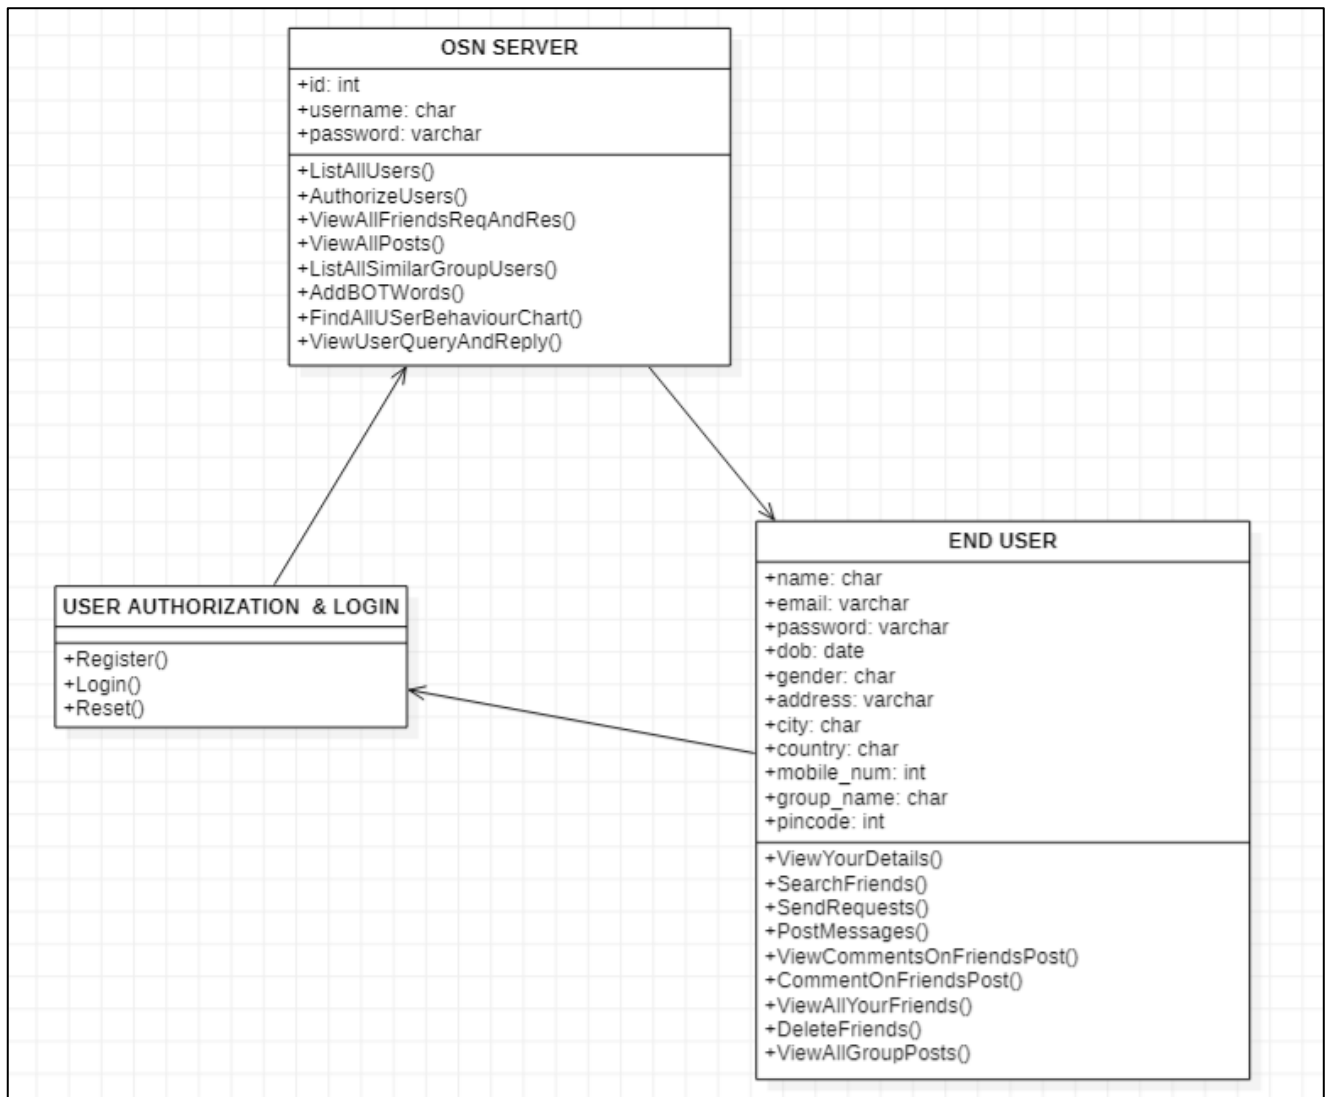 OSN SERVER
+id: int
+username: char
+password: varchar
+ListAllUsers()
+AuthorizeUsers()
+ViewAllFriendsReqAndRes()
+ViewAllPosts()
+ListAllSimilarGroupUsers()
+AddBOTWords()
+FindAllUSerBehaviourChart()
+ViewUserQueryAndReply()
USER AUTHORIZATION & LOGIN
+Register()
+Login()
+Reset()
END USER
+name: char
+email: varchar
+password: varchar
+dob: date
+gender: char
+address: varchar
+city: char
+country: char
+mobile_num: int
+group_name: char
+pincode: int
+ViewYourDetails()
+SearchFriends()
+SendRequests()
+PostMessages()
+ViewCommentsOnFriendsPost()
+CommentOnFriendsPost()
+ViewAllYourFriends()
+DeleteFriends()
+ViewAllGroupPosts()